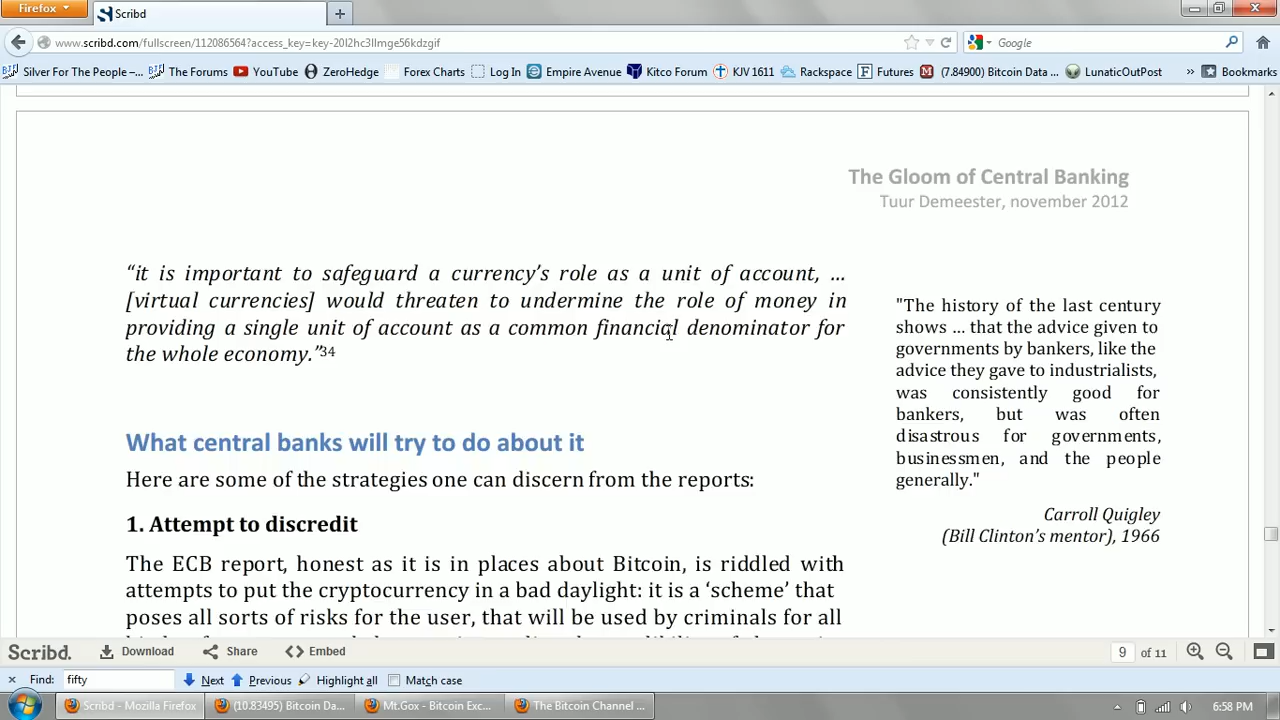 Firefox
Scribd
www.scribd.com/fullscreen/112086564?access_key=key-20l2hc3llmge56kdzgif
Google
Silver For The People –...
The Forums
YouTube
ZeroHedge
Forex Charts
Log In
Empire Avenue
Kitco Forum
KJV 1611
Rackspace
Futures
(7.84900) Bitcoin Data ...
LunaticOutPost
»
Bookmarks
The Gloom of Central Banking
Tuur Demeester, november 2012
“it is important to safeguard a currency’s role as a unit of account, …
[virtual currencies] would threaten to undermine the role of money in
providing a single unit of account as a common financial denominator for
the whole economy.”34
"The history of the last century
shows … that the advice given to
governments by bankers, like the
advice they gave to industrialists,
was consistently good for
bankers, but was often
disastrous for governments,
businessmen, and the people
generally."
Carroll Quigley
(Bill Clinton’s mentor), 1966
What central banks will try to do about it
Here are some of the strategies one can discern from the reports:
1. Attempt to discredit
The ECB report, honest as it is in places about Bitcoin, is riddled with
attempts to put the cryptocurrency in a bad daylight: it is a ‘scheme’ that
poses all sorts of risks for the user, that will be used by criminals for all
Scribd.
Download
Share
Embed
9 of 11
Find: fifty
Next
Previous
Highlight all
Match case
Scribd - Mozilla Firefox
(10.83495) Bitcoin Da...
Mt.Gox - Bitcoin Exc...
The Bitcoin Channel ...
6:58 PM